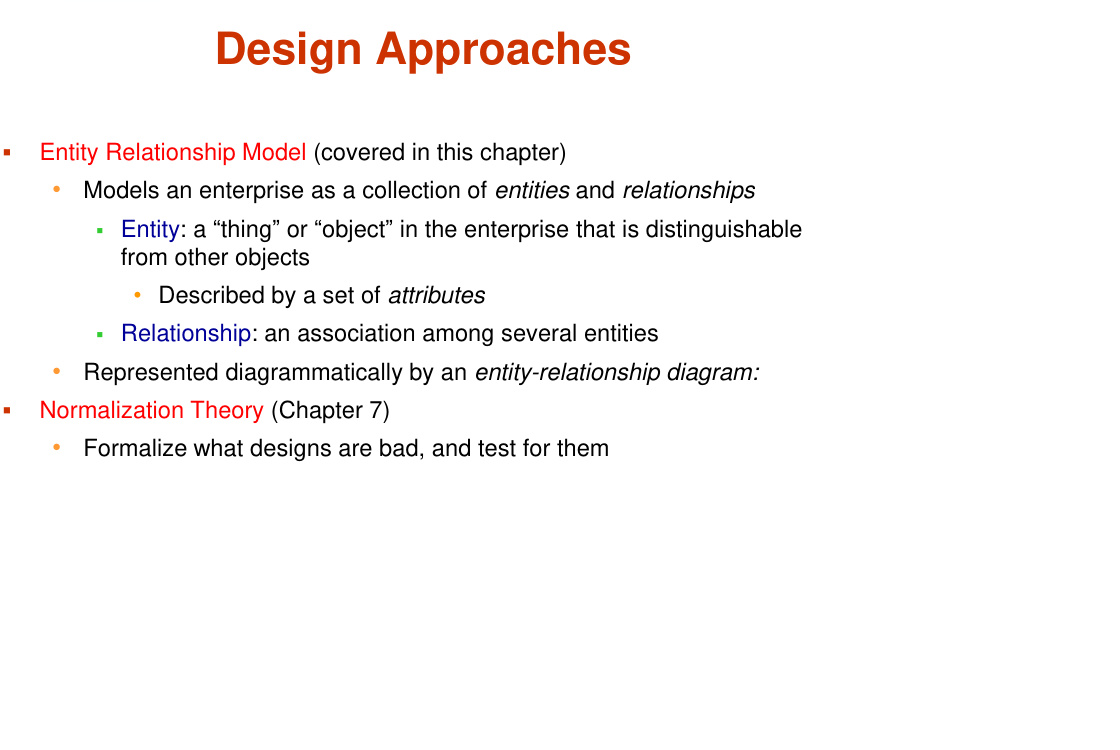 Design Approaches
Entity Relationship Model (covered in this chapter)
Models an enterprise as a collection of entities and relationships
Entity: a “thing” or “object” in the enterprise that is distinguishable
from other objects
Described by a set of attributes
Relationship: an association among several entities
Represented diagrammatically by an entity-relationship diagram:
Normalization Theory (Chapter 7)
Formalize what designs are bad, and test for them